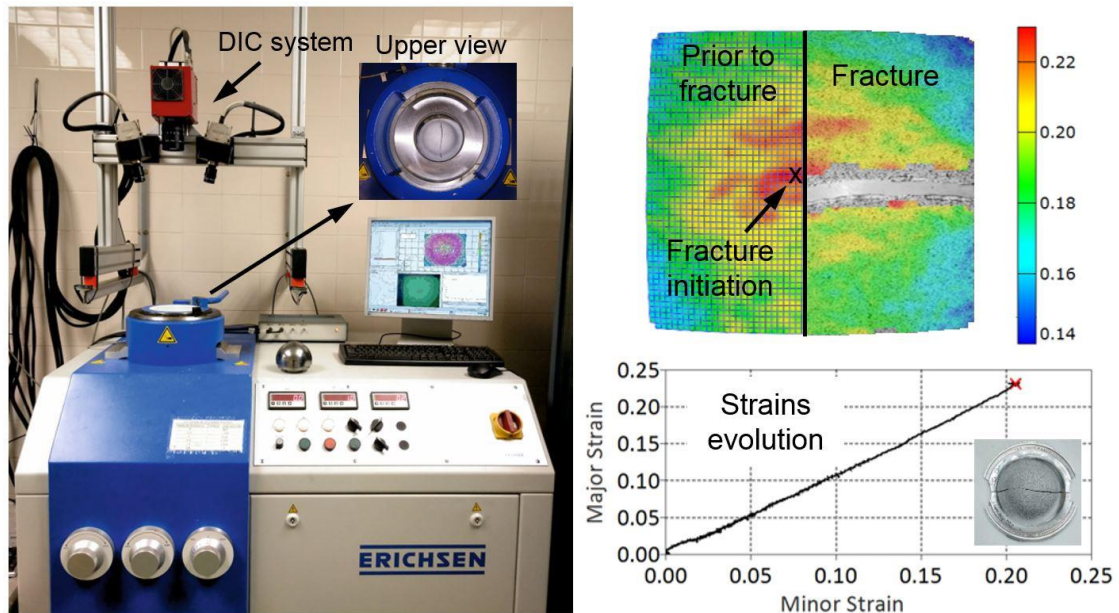 DIC system
Upper view
ERICHSEN
Prior to
fracture
Fracture
Fracture
initiation
0.22
0.20
0.18
0.16
0.14
Major Strain
0.25
0.20
0.15
0.10
0.05
0.00
Strains
evolution
0.00
0.05
0.10
0.15
0.20
0.25
Minor Strain